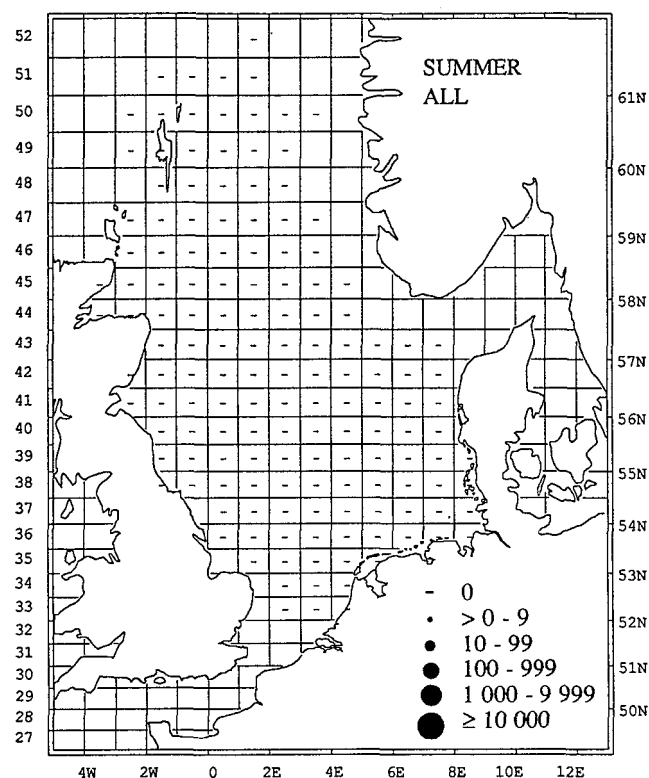 52
51
SUMMER
ALL
50
61N
49
48
60N
47
46
59N
45
44
58N
43
42
57N
41
40
56N
39
38
55N
37
36
54N
35
34
53N
- 0
33
> 0 - 9
52N
32
10 - 99
31
100 - 999
51N
30
29
1 000 - 9 999
28
≥ 10 000
50N
27
4W 2W 0 2E 4E 6E 8E 10E 12E